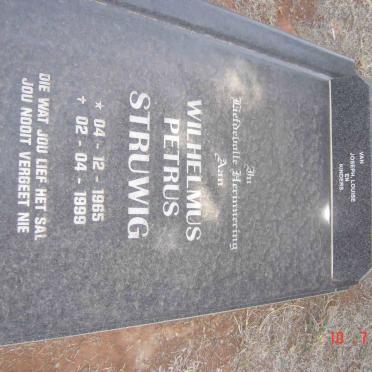 VAN
JOSEPH, LOUISE
EN
KINDERS
In
Liefdevolle Herinnering
Aan
WILHELMUS
PETRUS
STRUWIG
* 04 - 12 - 1965
✝ 02 - 04 - 1999
DIE WAT JOU LIEF HET SAL
JOU NOOIT VERGEET NIE